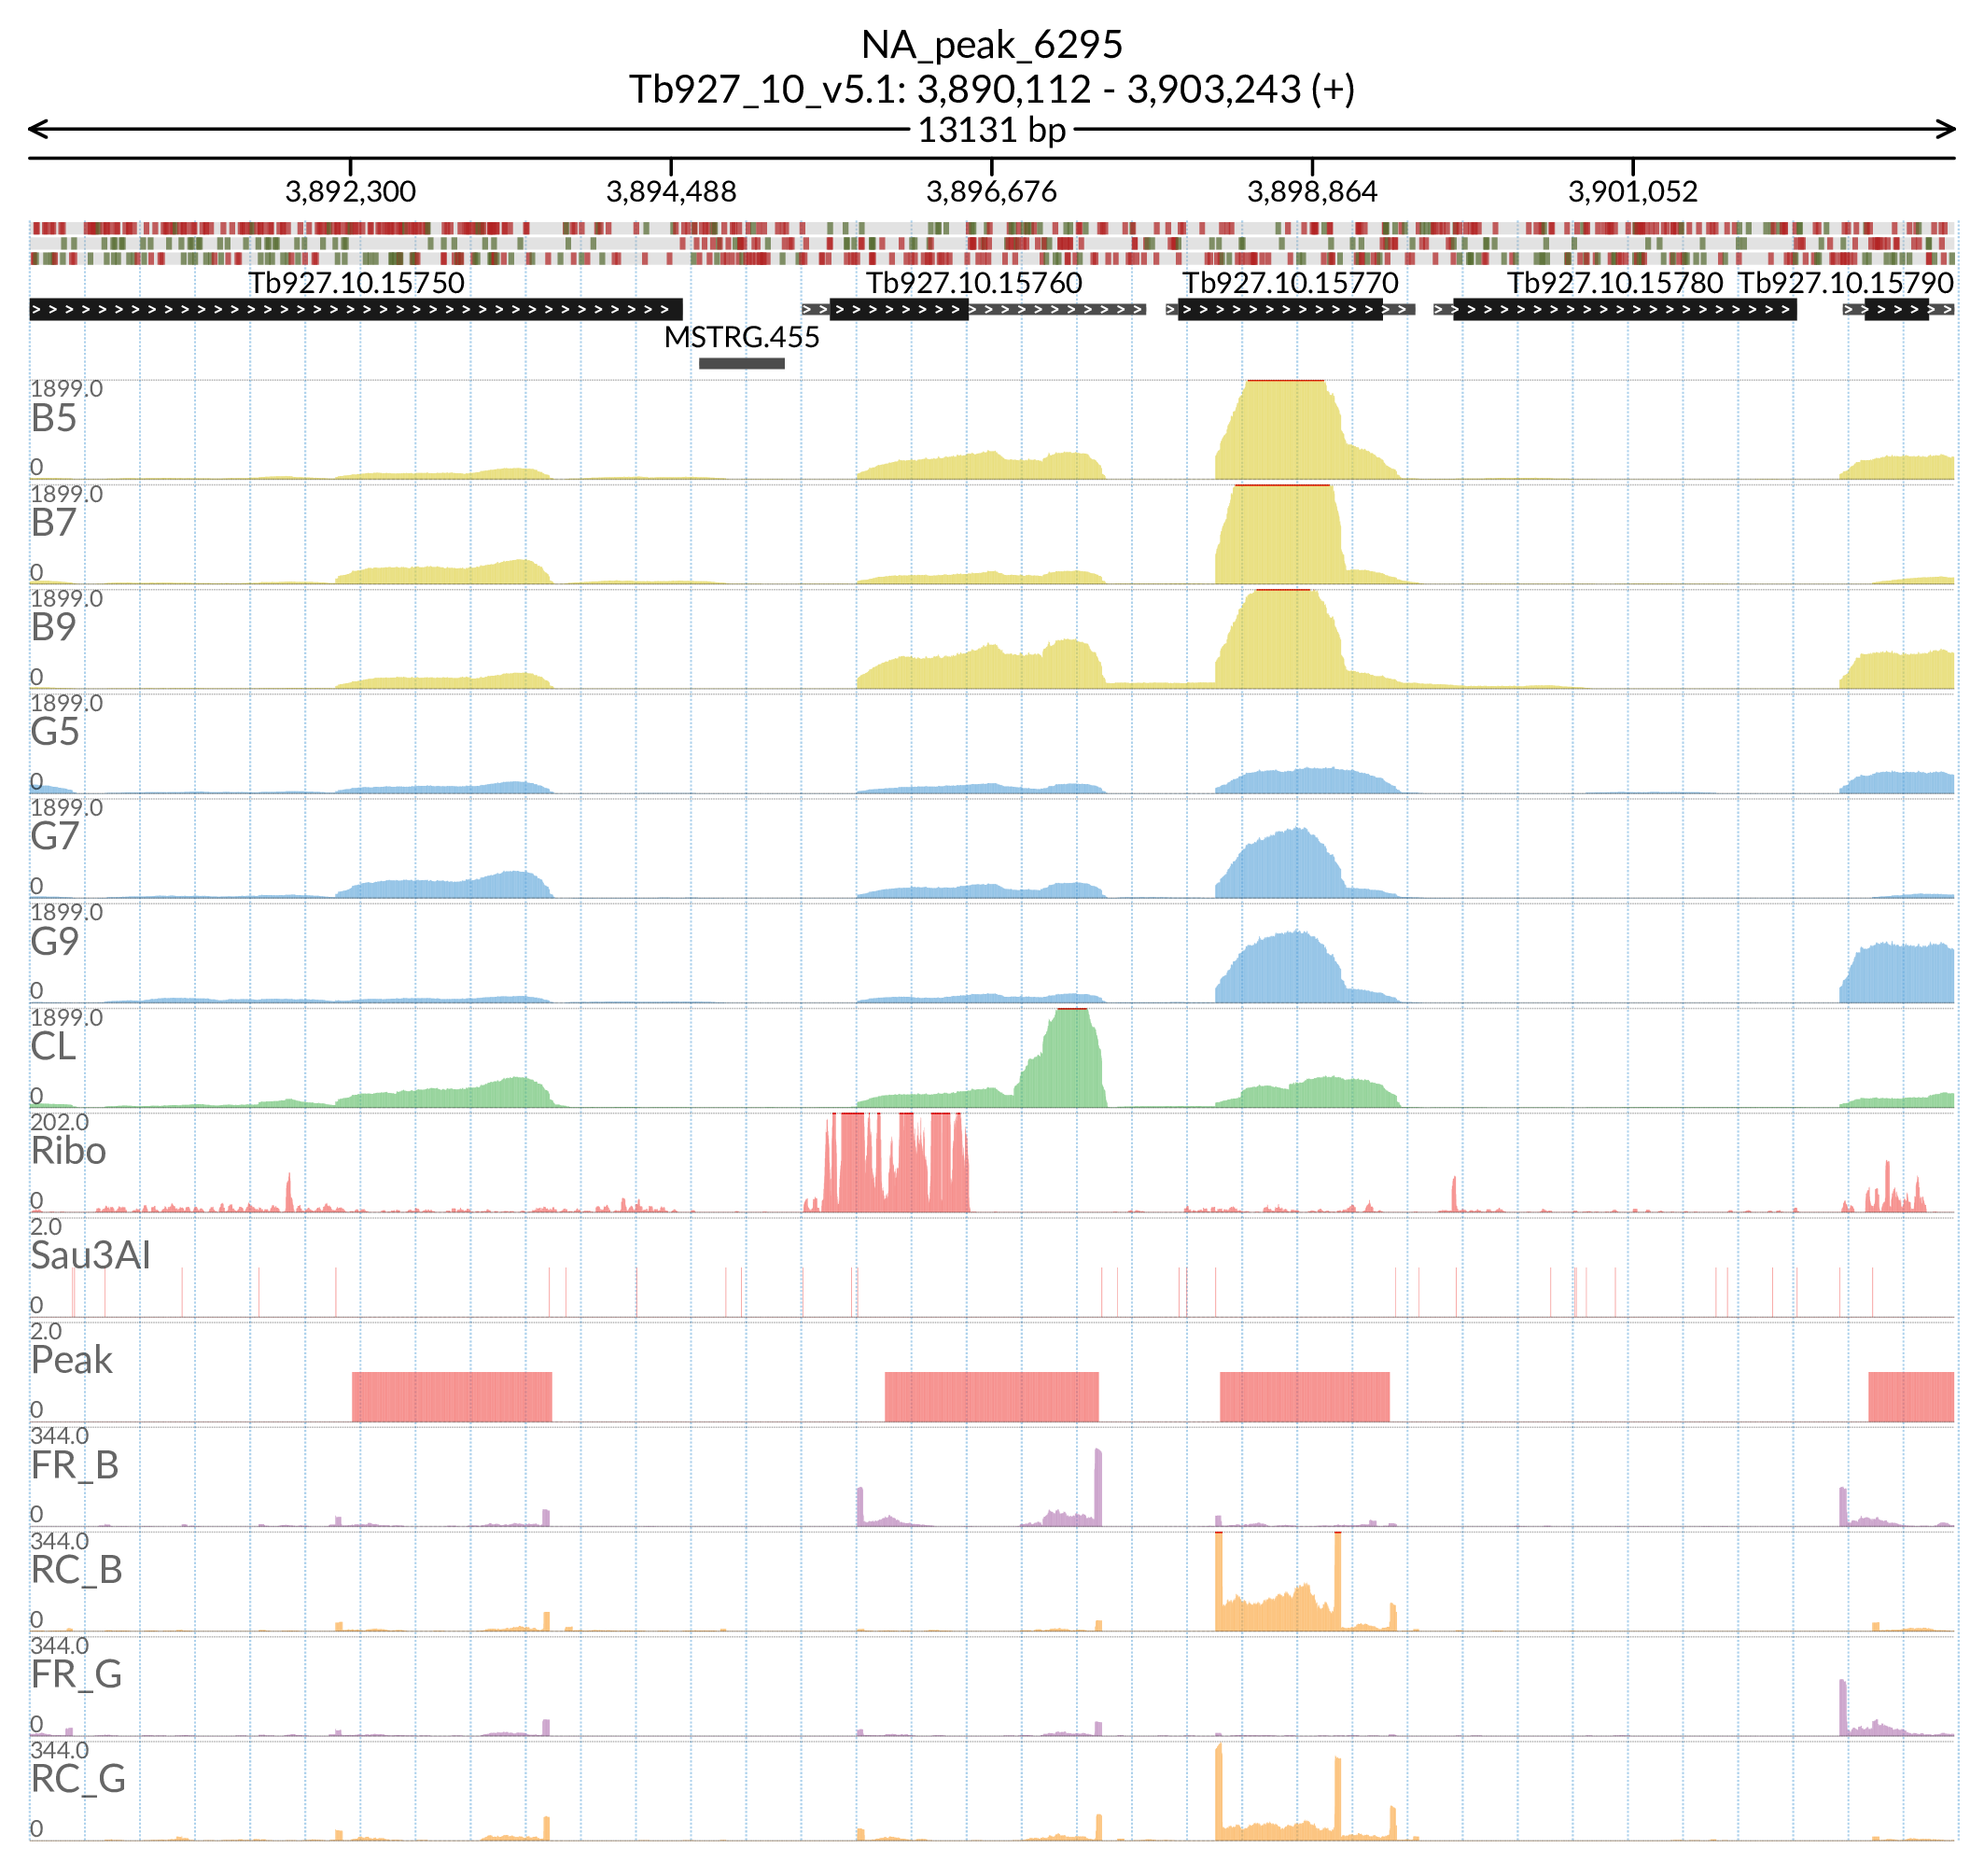 NA_peak_6295
Tb927_10_v5.1: 3,890,112 - 3,903,243 (+)
13131 bp
3,892,300 3,894,488 3,896,676 3,898,864 3,901,052
Tb927.10.15750 Tb927.10.15760 Tb927.10.15770 Tb927.10.15780 Tb927.10.15790
MSTRG.455
1899.0
B5
0
1899.0
B7
0
1899.0
B9
0
1899.0
G5
0
1899.0
G7
0
1899.0
G9
0
1899.0
CL
0
202.0
Ribo
0
2.0
Sau3AI
0
2.0
Peak
0
344.0
FR_B
0
344.0
RC_B
0
344.0
FR_G
0
344.0
RC_G
0